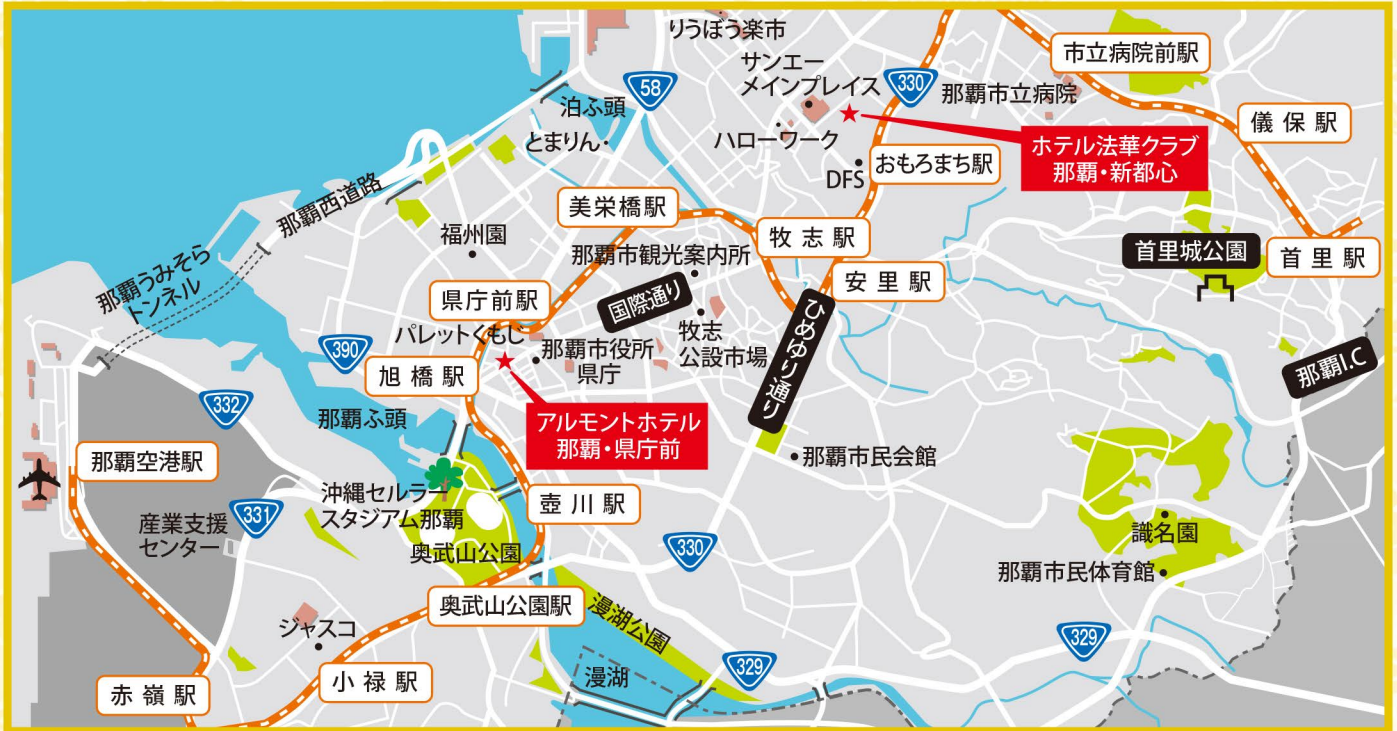 りうぼう楽市
サンエー
メインプレイス
330
那覇市立病院
市立病院前駅
儀保駅
58
泊ふ頭
とまりん・
ハローワーク
ホテル法華クラブ
那覇・新都心
DFS
おもろまち駅
那覇西道路
美栄橋駅
福州園
牧志駅
那覇市観光案内所
安里駅
首里城公園
首里駅
那覇うみそら
トンネル
県庁前駅
国際通り
ひめゆり通り
パレットくもじ
牧志
公設市場
那覇市役所
県庁
390
旭橋駅
那覇I.C
332
那覇ふ頭
アルモントホテル
那覇・県庁前
那覇空港駅
那覇市民会館
沖縄セルラー
スタジアム那覇
壺川駅
331
産業支援
センター
奥武山公園
330
識名園
那覇市民体育館
奥武山公園駅
漫湖公園
ジャスコ
329
329
漫湖
小禄駅
赤嶺駅